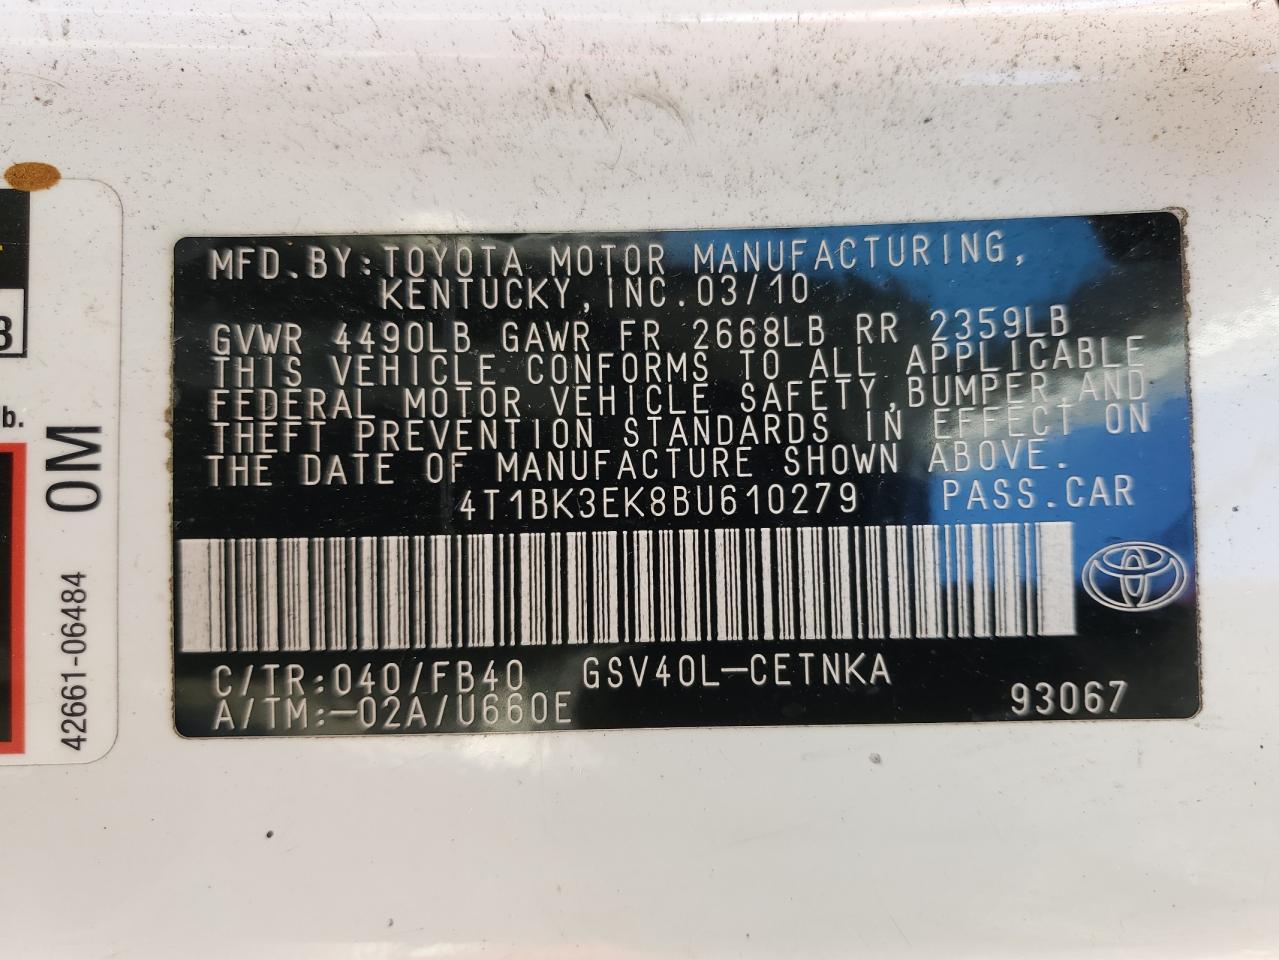 MFD.BY:TOYOTA MOTOR MANUFACTURING,
KENTUCKY,INC.03/10
GVWR 4490LB GAWR FR 2668LB RR 2359LB
THIS VEHICLE CONFORMS TO ALL APPLICABLE
FEDERAL MOTOR VEHICLE SAFETY,BUMPER,AND
THEFT PREVENTION STANDARDS IN EFFECT ON
THE DATE OF MANUFACTURE SHOWN ABOVE.
4T1BK3EK8BU610279 PASS.CAR
C/TR:040/FB40 GSV40L-CETNKA
A/TM:-02A/U660E 93067
b.
0M
42661-06484